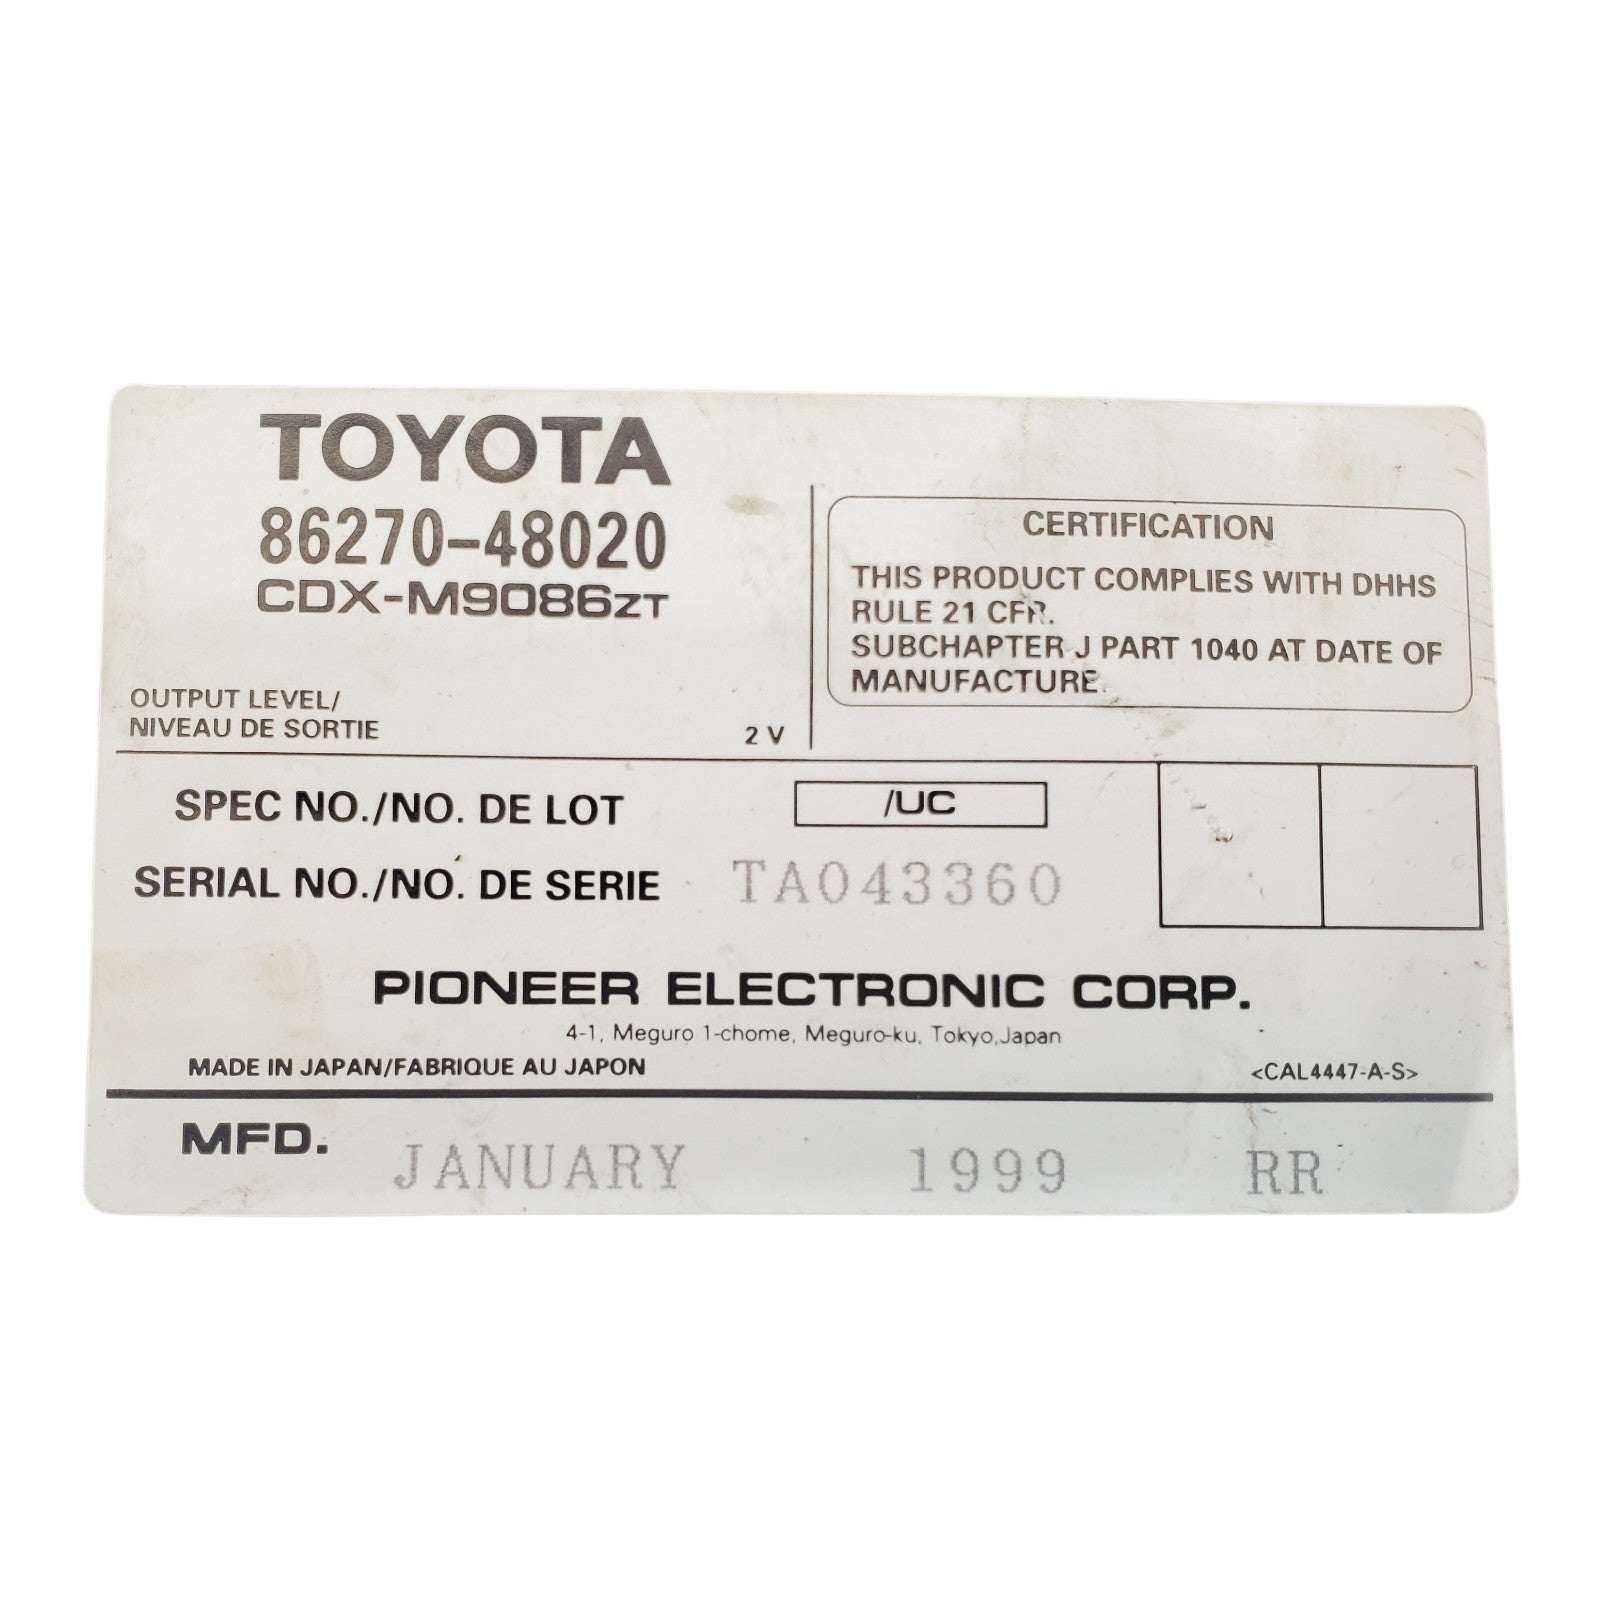 TOYOTA
86270-48020
CDX-M9086ZT
OUTPUT LEVEL/
NIVEAU DE SORTIE 2 V
CERTIFICATION
THIS PRODUCT COMPLIES WITH DHHS
RULE 21 CFR.
SUBCHAPTER J PART 1040 AT DATE OF
MANUFACTURE.
SPEC NO./NO. DE LOT /UC
SERIAL NO./NO. DE SERIE TA043360
PIONEER ELECTRONIC CORP.
4-1, Meguro 1-chome, Meguro-ku, Tokyo, Japan
MADE IN JAPAN/FABRIQUE AU JAPON <CAL4447-A-S>
MFD. JANUARY 1999 RR